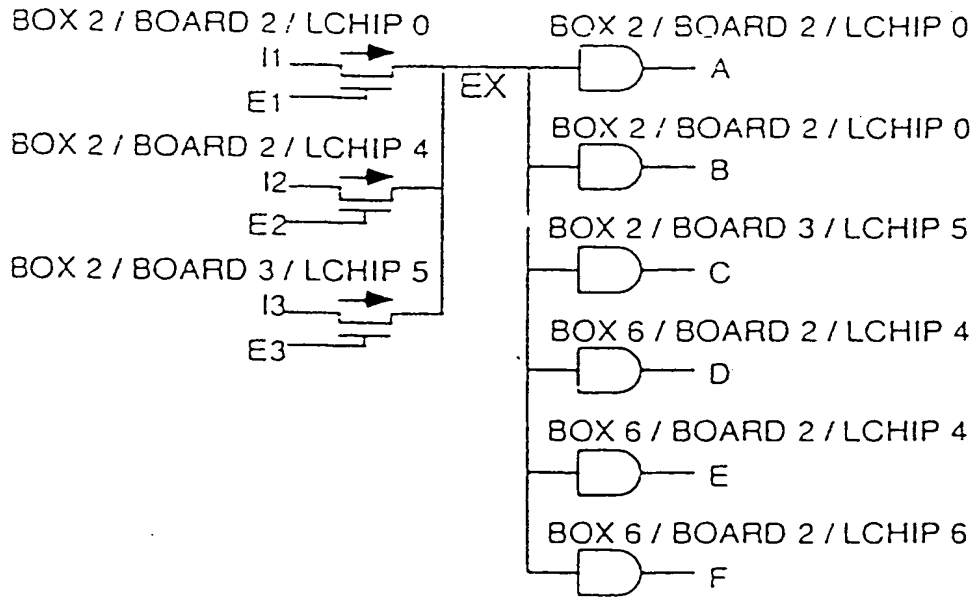 BOX 2 / BOARD 2 / LCHIP 0
I1
E1
BOX 2 / BOARD 2 / LCHIP 4
I2
E2
BOX 2 / BOARD 3 / LCHIP 5
I3
E3
EX
BOX 2 / BOARD 2 / LCHIP 0
A
BOX 2 / BOARD 2 / LCHIP 0
B
BOX 2 / BOARD 3 / LCHIP 5
C
BOX 6 / BOARD 2 / LCHIP 4
D
BOX 6 / BOARD 2 / LCHIP 4
E
BOX 6 / BOARD 2 / LCHIP 6
F